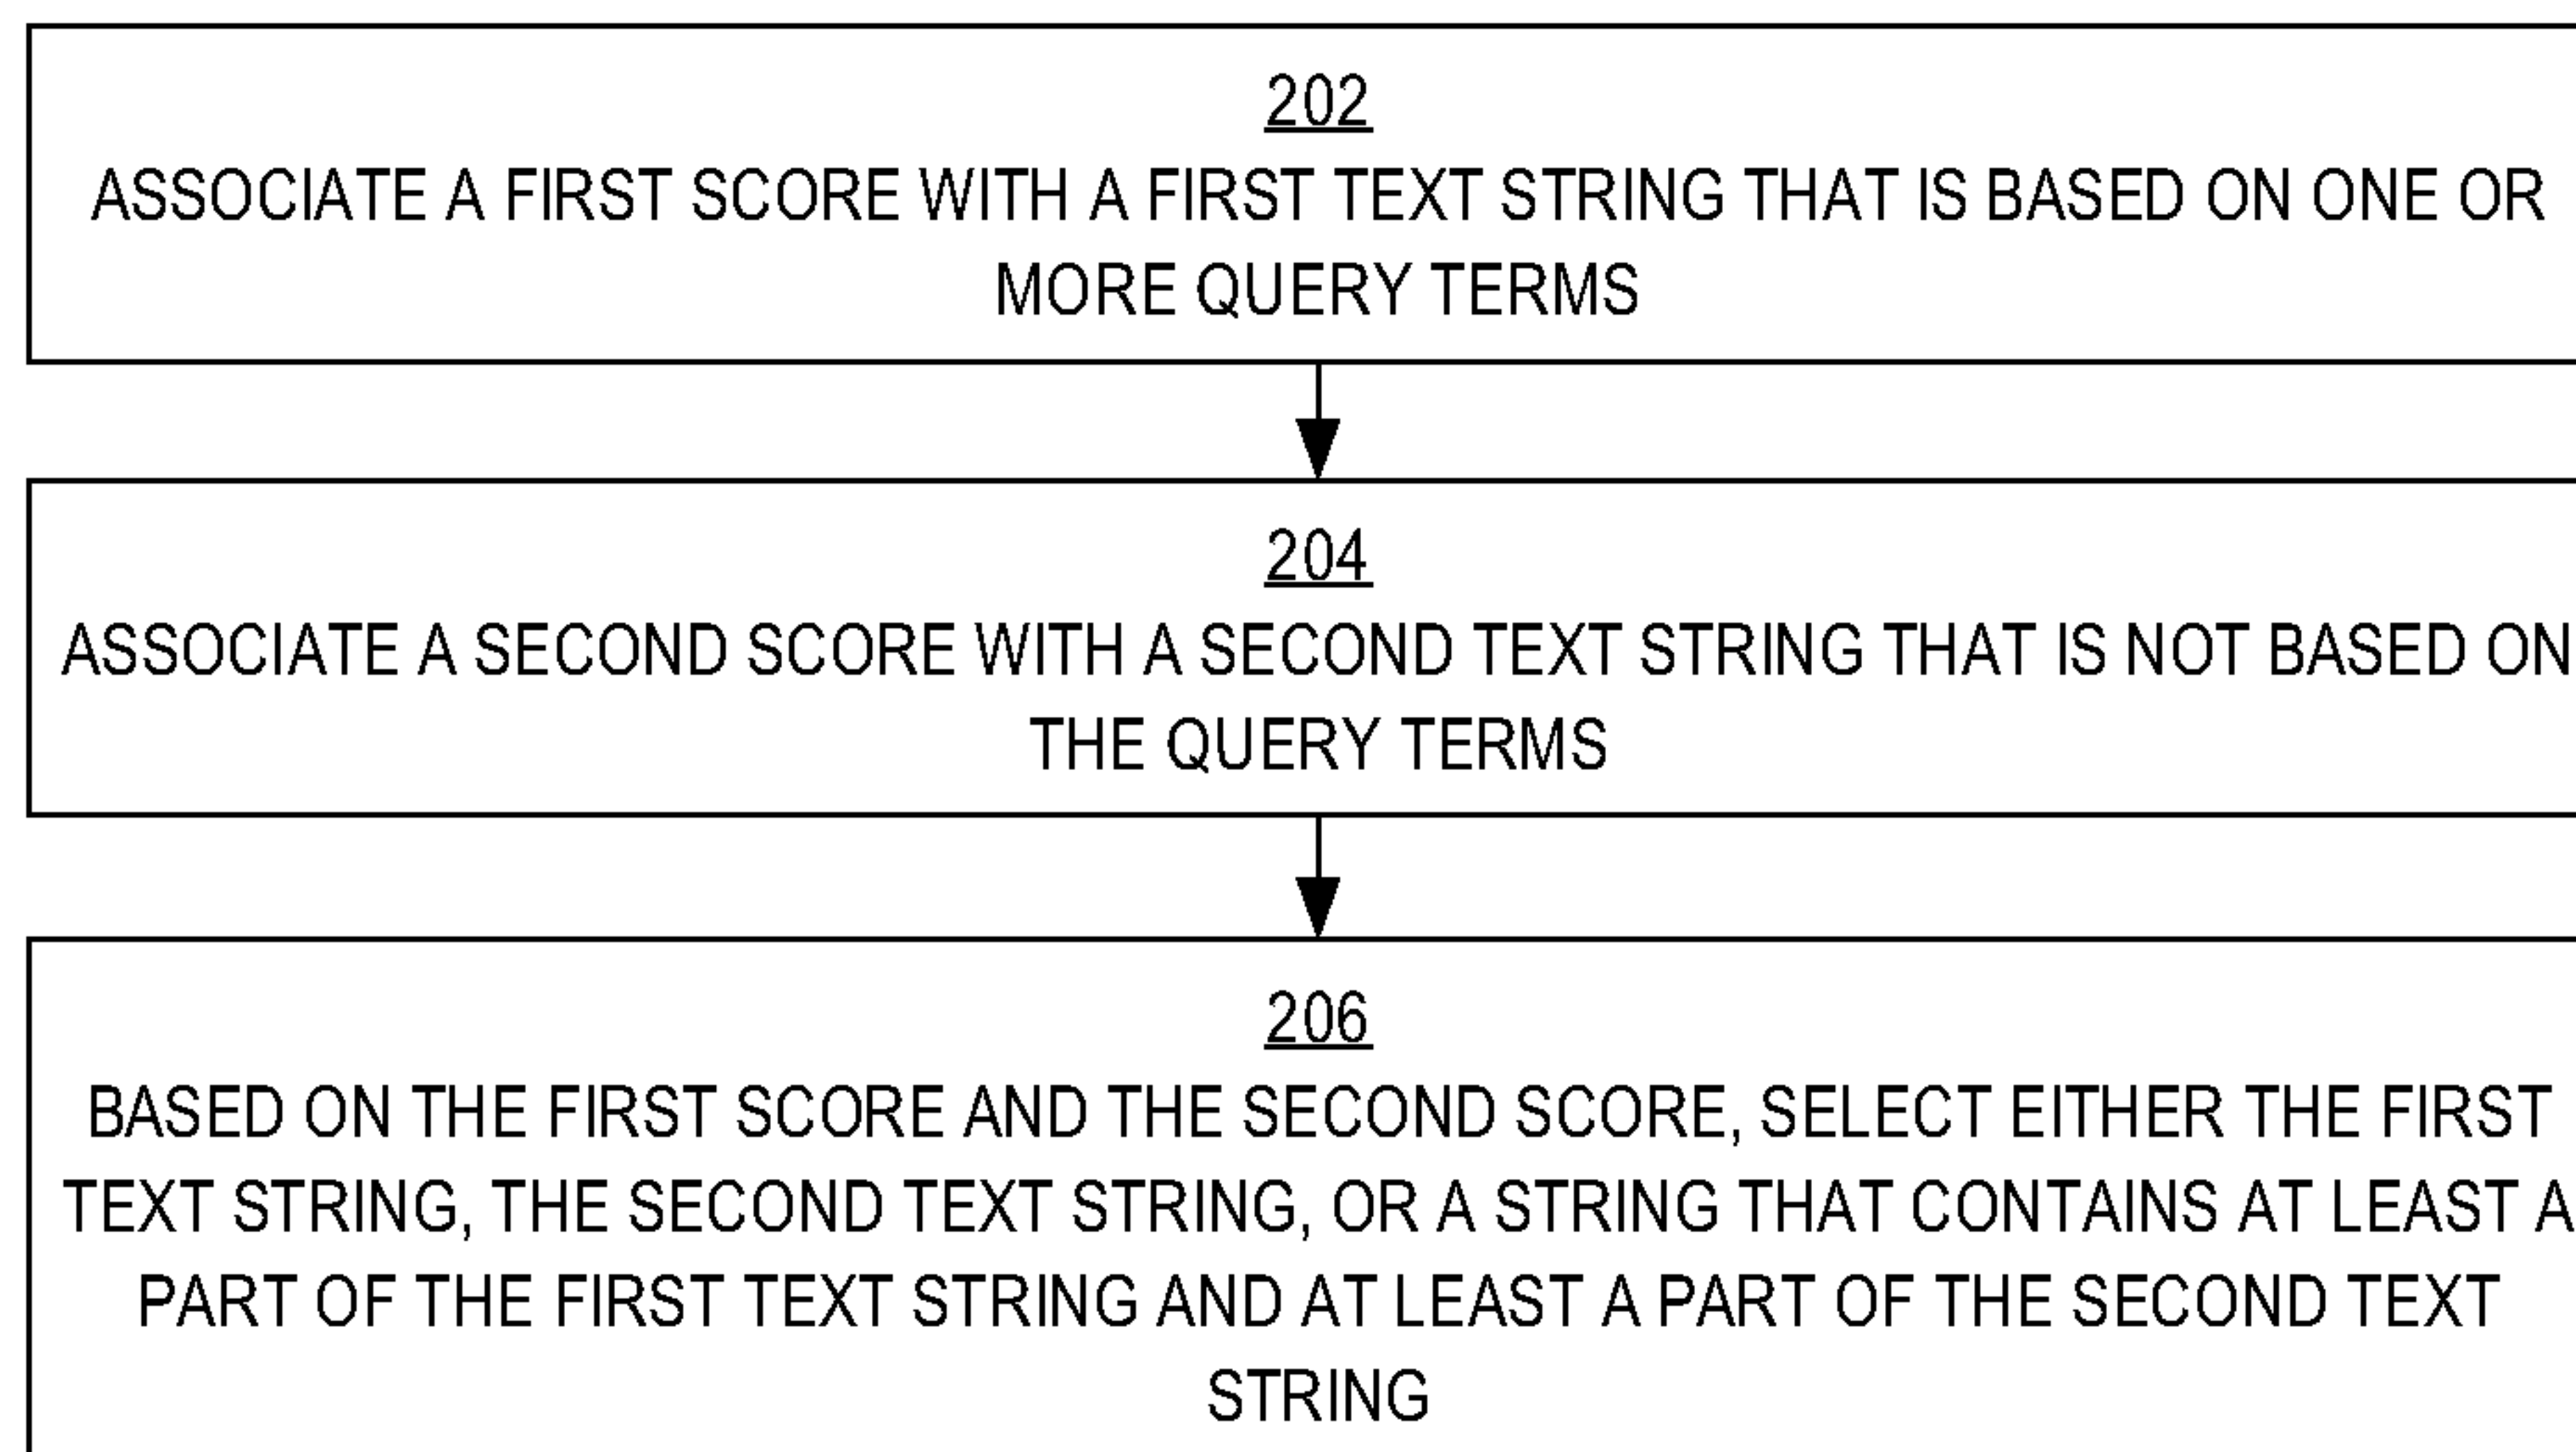 202
ASSOCIATE A FIRST SCORE WITH A FIRST TEXT STRING THAT IS BASED ON ONE OR
MORE QUERY TERMS
204
ASSOCIATE A SECOND SCORE WITH A SECOND TEXT STRING THAT IS NOT BASED ON
THE QUERY TERMS
206
BASED ON THE FIRST SCORE AND THE SECOND SCORE, SELECT EITHER THE FIRST
TEXT STRING, THE SECOND TEXT STRING, OR A STRING THAT CONTAINS AT LEAST A
PART OF THE FIRST TEXT STRING AND AT LEAST A PART OF THE SECOND TEXT
STRING